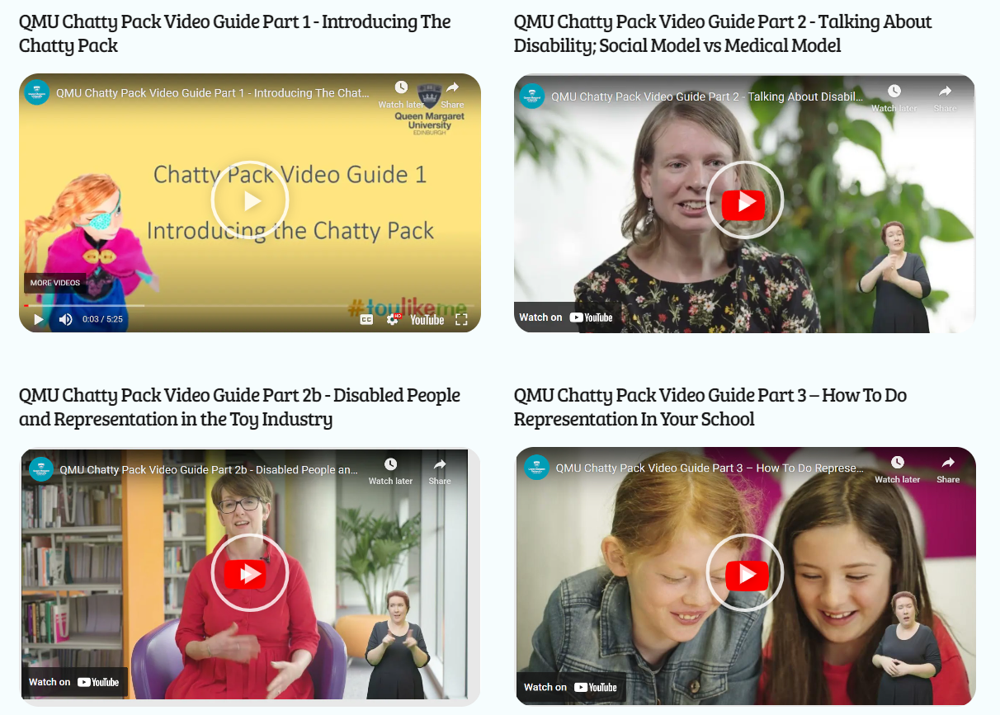 QMU Chatty Pack Video Guide Part 1 - Introducing The
Chatty Pack
QMU Chatty Pack Video Guide Part 1 - Introducing The Chat...
Watch later
Share
Queen Margaret
University
EDINBURGH
Chatty Pack Video Guide 1
Introducing the Chatty Pack
MORE VIDEOS
#toylikeme
0:03 / 5:25
CC
HD
YouTube
QMU Chatty Pack Video Guide Part 2 - Talking About
Disability; Social Model vs Medical Model
QMU Chatty Pack Video Guide Part 2 - Talking About Disabil...
Watch later
Share
Watch on YouTube
QMU Chatty Pack Video Guide Part 2b - Disabled People
and Representation in the Toy Industry
QMU Chatty Pack Video Guide Part 2b - Disabled People an...
Watch later
Share
Watch on YouTube
QMU Chatty Pack Video Guide Part 3 – How To Do
Representation In Your School
QMU Chatty Pack Video Guide Part 3 – How To Do Represe...
Watch later
Share
Watch on YouTube